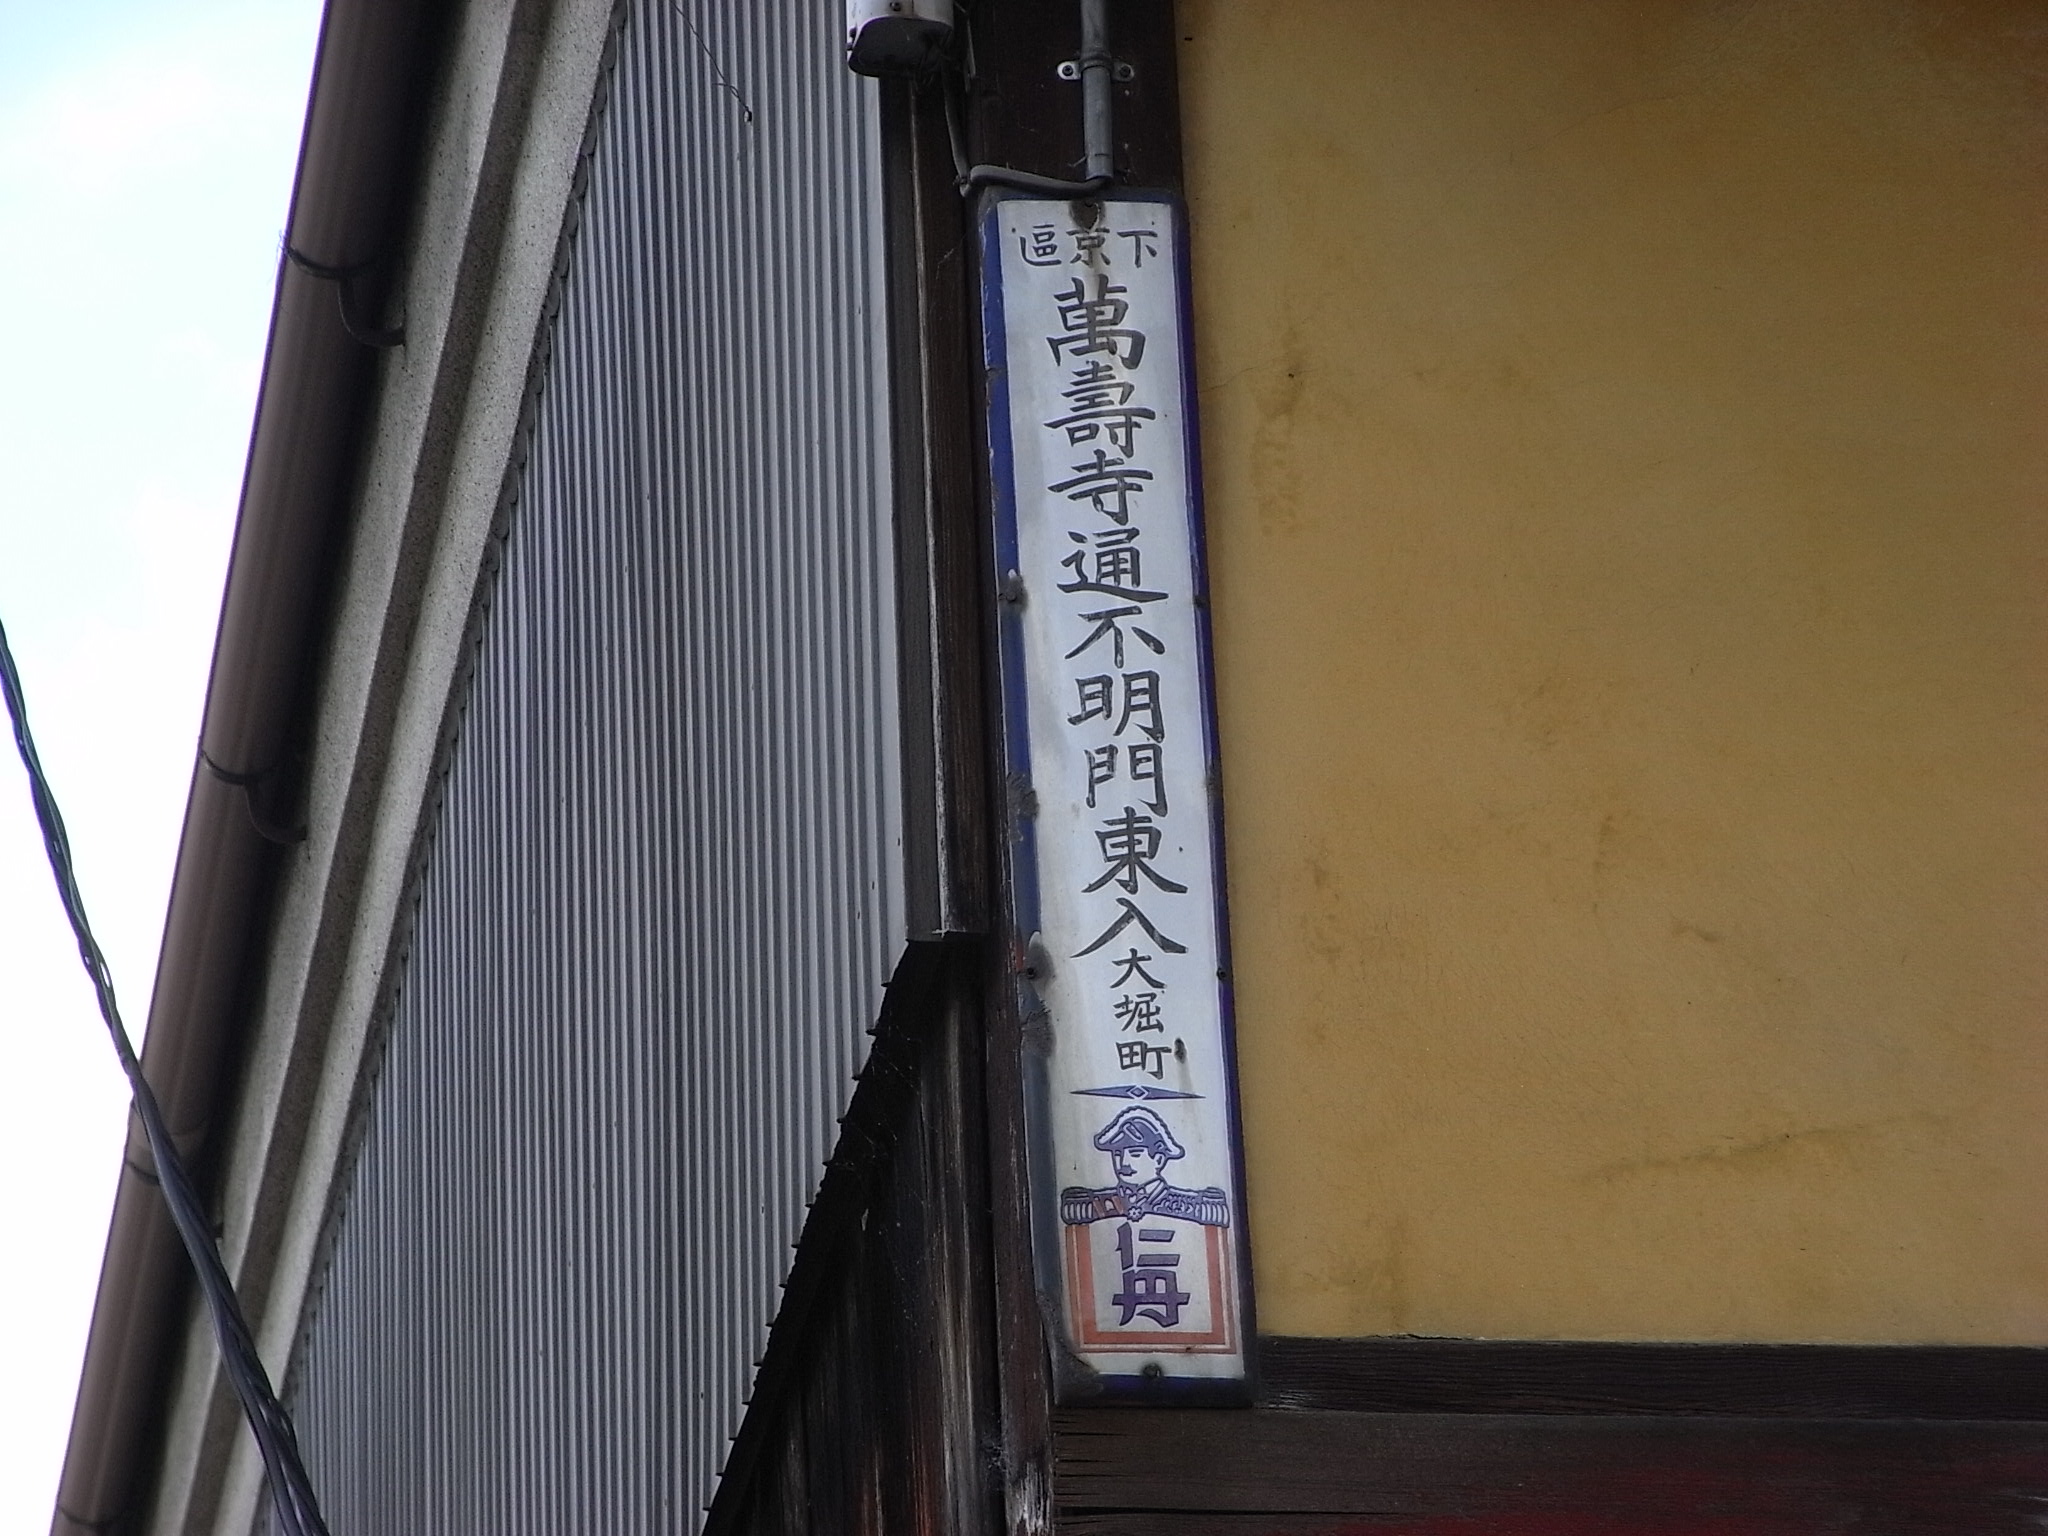 下京區
萬壽寺通不明門東入大堀町
仁丹